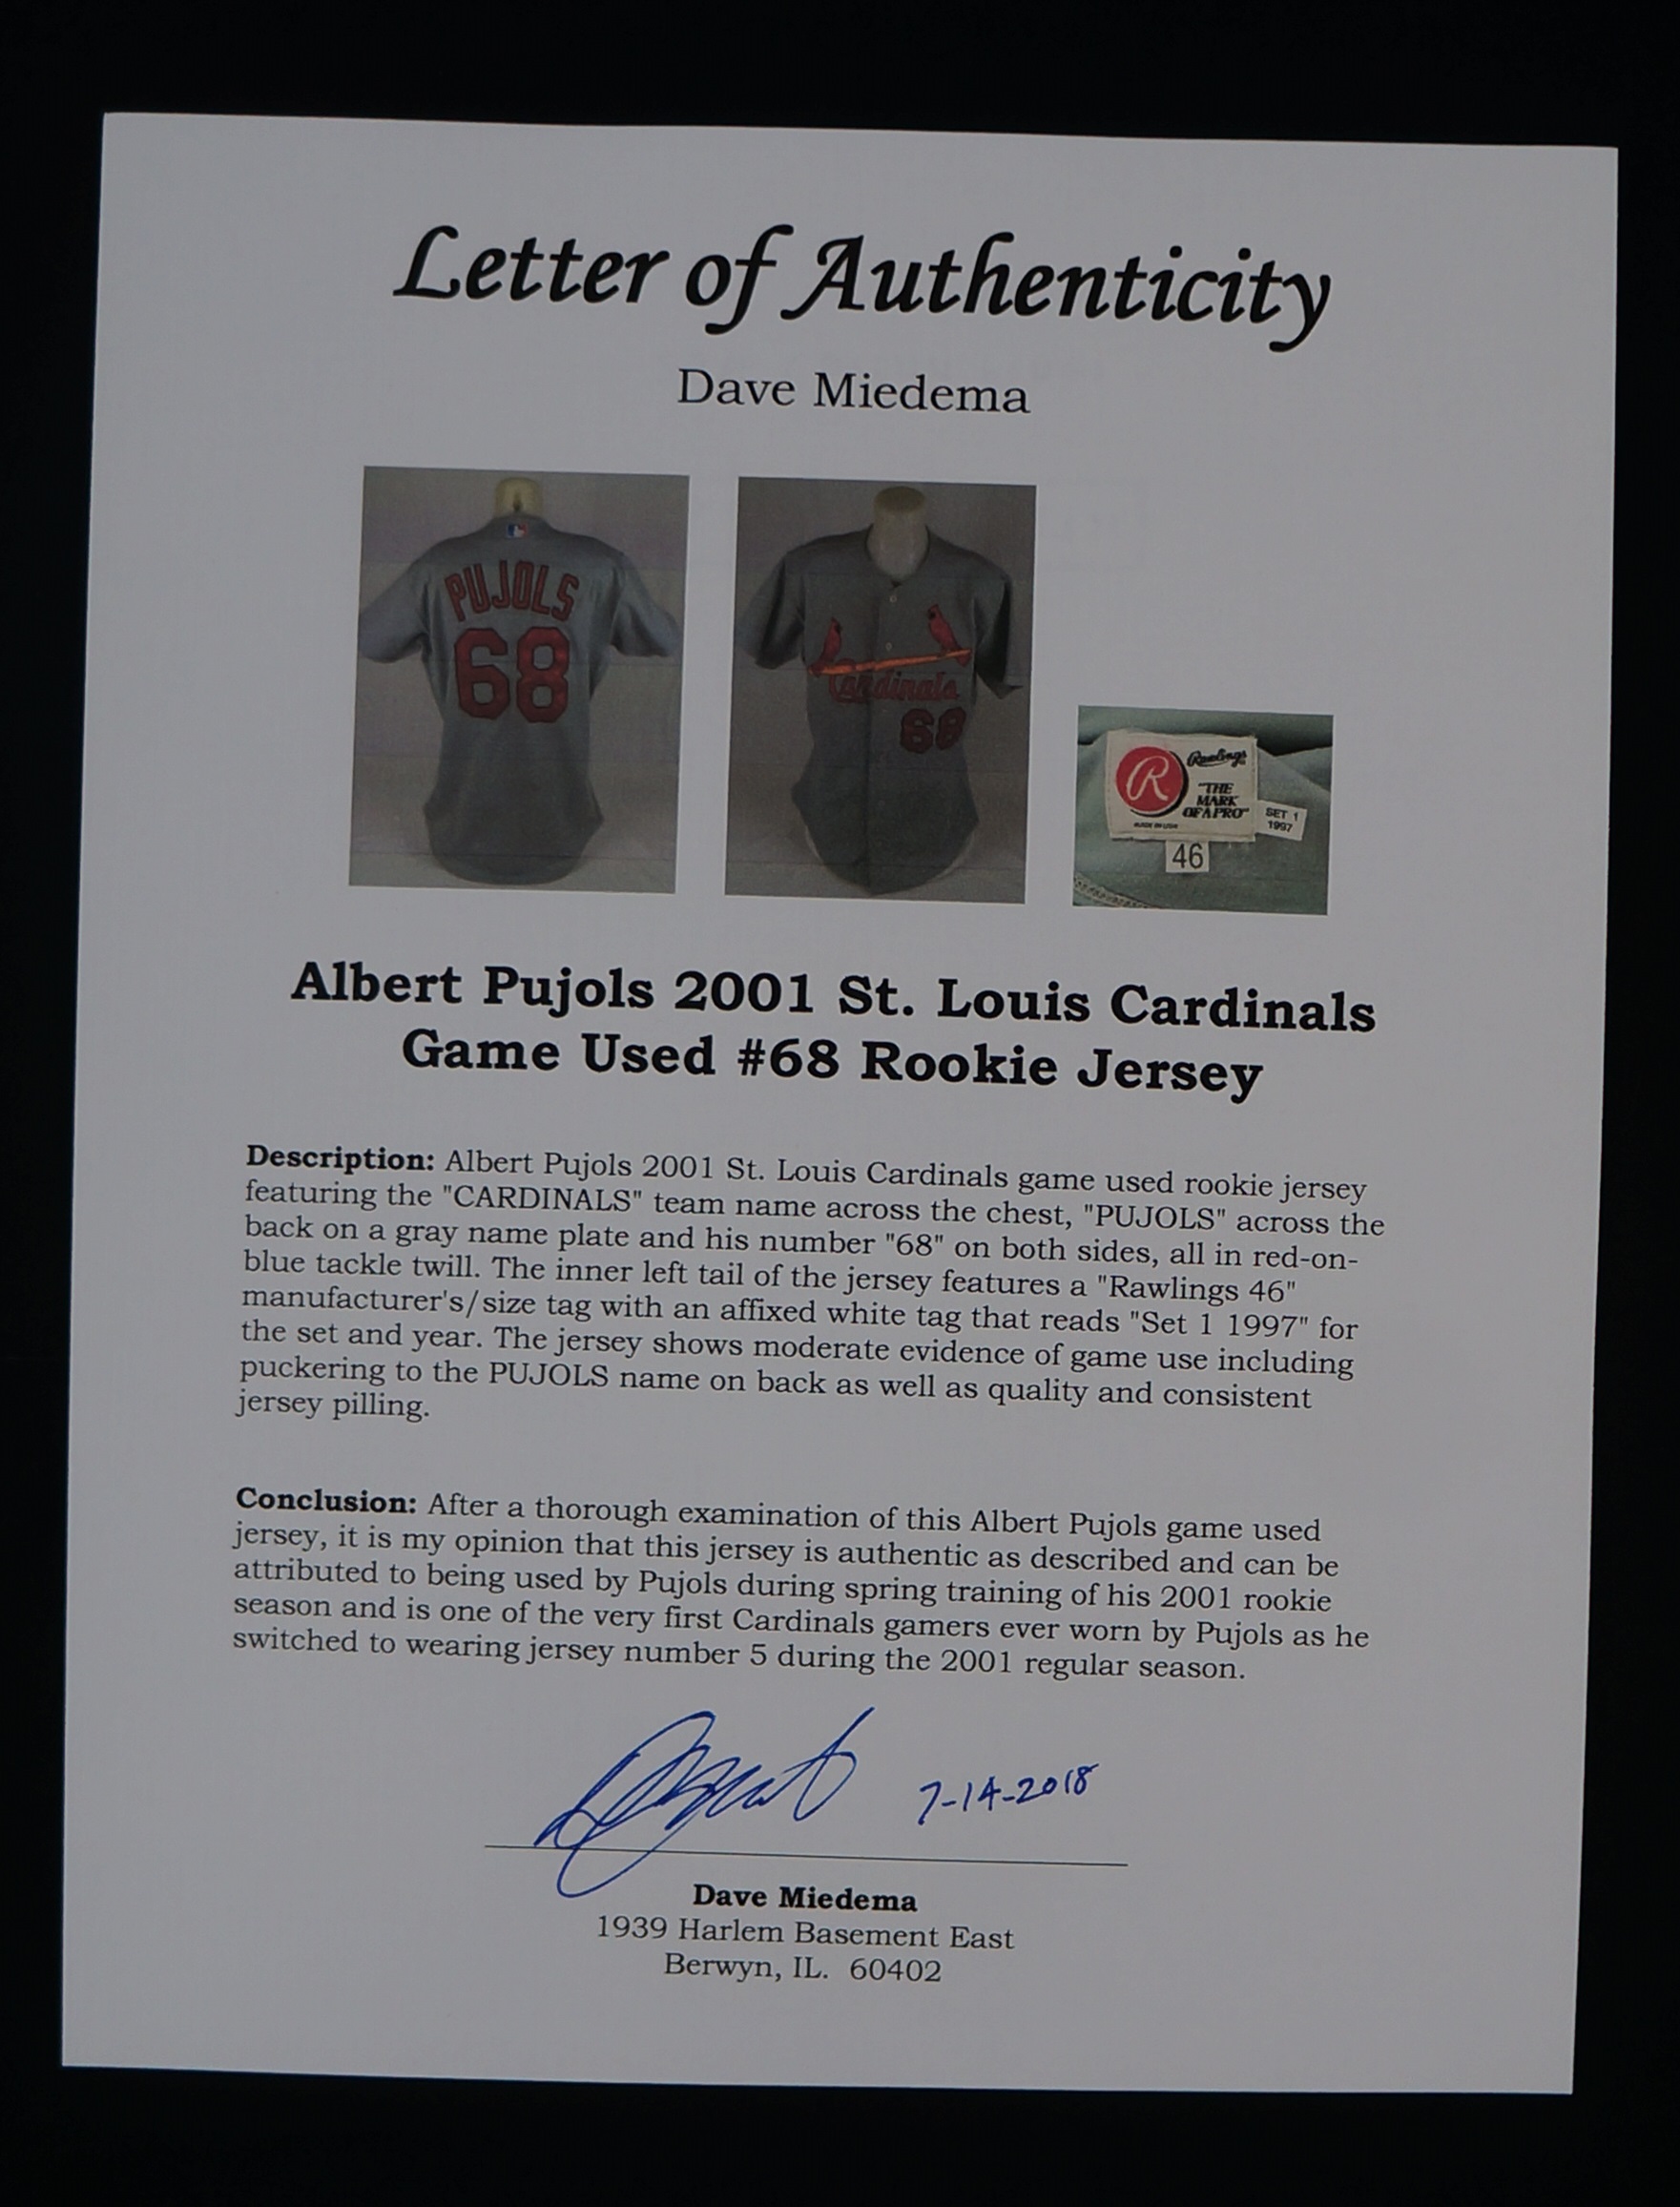 Letter of Authenticity
Dave Miedema
PUJOLS
68
Cardinals
68
R
Rawlings
"THE
MARK
OF A PRO"
MADE IN USA
SET 1
1997
46
Albert Pujols 2001 St. Louis Cardinals
Game Used #68 Rookie Jersey
Description: Albert Pujols 2001 St. Louis Cardinals game used rookie jersey
featuring the "CARDINALS" team name across the chest, "PUJOLS" across the
back on a gray name plate and his number "68" on both sides, all in red-on-
blue tackle twill. The inner left tail of the jersey features a "Rawlings 46"
manufacturer's/size tag with an affixed white tag that reads "Set 1 1997" for
the set and year. The jersey shows moderate evidence of game use including
puckering to the PUJOLS name on back as well as quality and consistent
jersey pilling.
Conclusion: After a thorough examination of this Albert Pujols game used
jersey, it is my opinion that this jersey is authentic as described and can be
attributed to being used by Pujols during spring training of his 2001 rookie
season and is one of the very first Cardinals gamers ever worn by Pujols as he
switched to wearing jersey number 5 during the 2001 regular season.
7-14-2018
Dave Miedema
1939 Harlem Basement East
Berwyn, IL. 60402